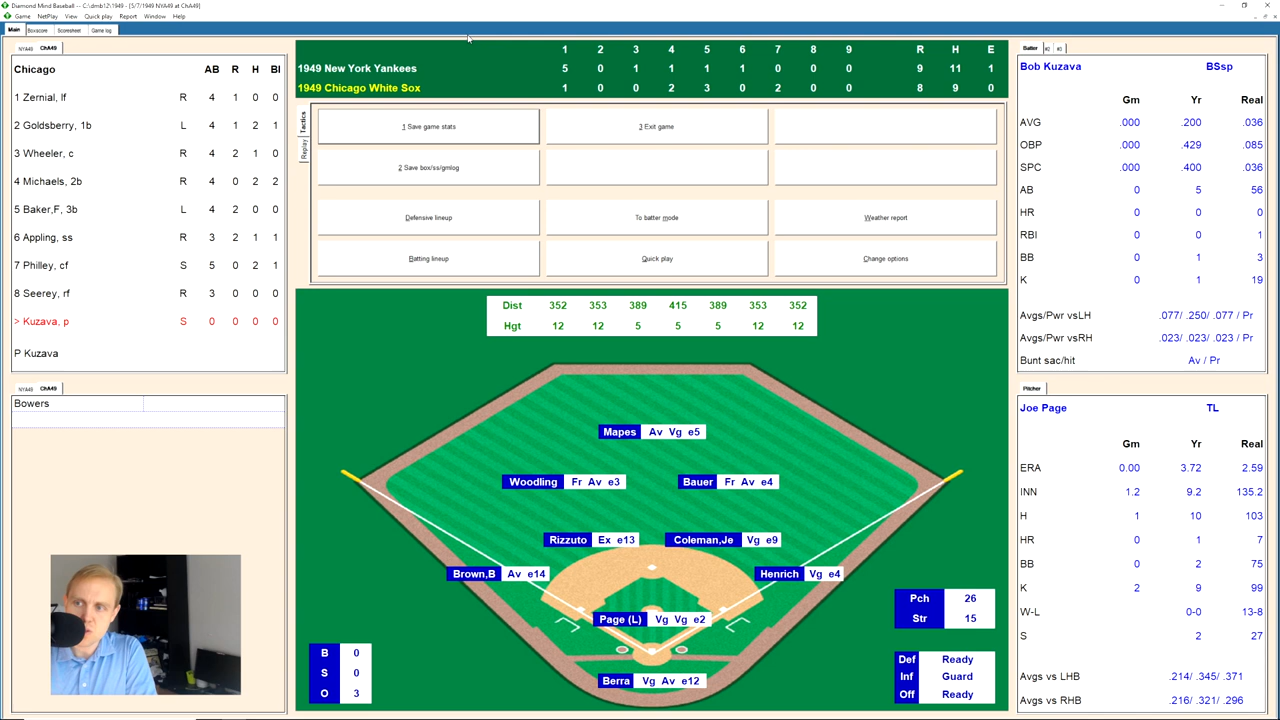 Diamond Mind Baseball -- C:\dmb12\1949 - [5/7/1949 NYA49 at ChA49]
Game NetPlay View Quick play Report Window Help
Main Boxscore Scoresheet Game log
NYA49 ChA49
Chicago AB R H BI
1 Zernial, lf R 4 1 0 0
2 Goldsberry, 1b L 4 1 2 1
3 Wheeler, c R 4 2 1 0
4 Michaels, 2b R 4 0 2 2
5 Baker,F, 3b L 4 2 0 0
6 Appling, ss R 3 2 1 1
7 Philley, cf S 5 0 2 1
8 Seerey, rf R 3 0 0 0
> Kuzava, p S 0 0 0 0
P Kuzava
NYA49 ChA49
Bowers
1 2 3 4 5 6 7 8 9 R H E
1949 New York Yankees 5 0 1 1 1 1 0 0 0 9 11 1
1949 Chicago White Sox 1 0 0 2 3 0 2 0 0 8 9 0
Tactics
Replay
1 Save game stats 3 Exit game
2 Save box/ss/gmlog
Defensive lineup To batter mode Weather report
Batting lineup Quick play Change options
Dist 352 353 389 415 389 353 352
Hgt 12 12 5 5 5 12 12
Mapes Av Vg e5
Woodling Fr Av e3 Bauer Fr Av e4
Rizzuto Ex e13 Coleman,Je Vg e9
Brown,B Av e14 Henrich Vg e4
Page (L) Vg Vg e2
Berra Vg Av e12
B 0
S 0
O 3
Pch 26
Str 15
Def Ready
Inf Guard
Off Ready
Batter #2 #3
Bob Kuzava BSsp
Gm Yr Real
AVG .000 .200 .036
OBP .000 .429 .085
SPC .000 .400 .036
AB 0 5 56
HR 0 0 0
RBI 0 0 1
BB 0 1 3
K 0 1 19
Avgs/Pwr vsLH .077/ .250/ .077 / Pr
Avgs/Pwr vsRH .023/ .023/ .023 / Pr
Bunt sac/hit Av / Pr
Pitcher
Joe Page TL
Gm Yr Real
ERA 0.00 3.72 2.59
INN 1.2 9.2 135.2
H 1 10 103
HR 0 1 7
BB 0 2 75
K 2 9 99
W-L 0-0 13-8
S 2 27
Avgs vs LHB .214/ .345/ .371
Avgs vs RHB .216/ .321/ .296